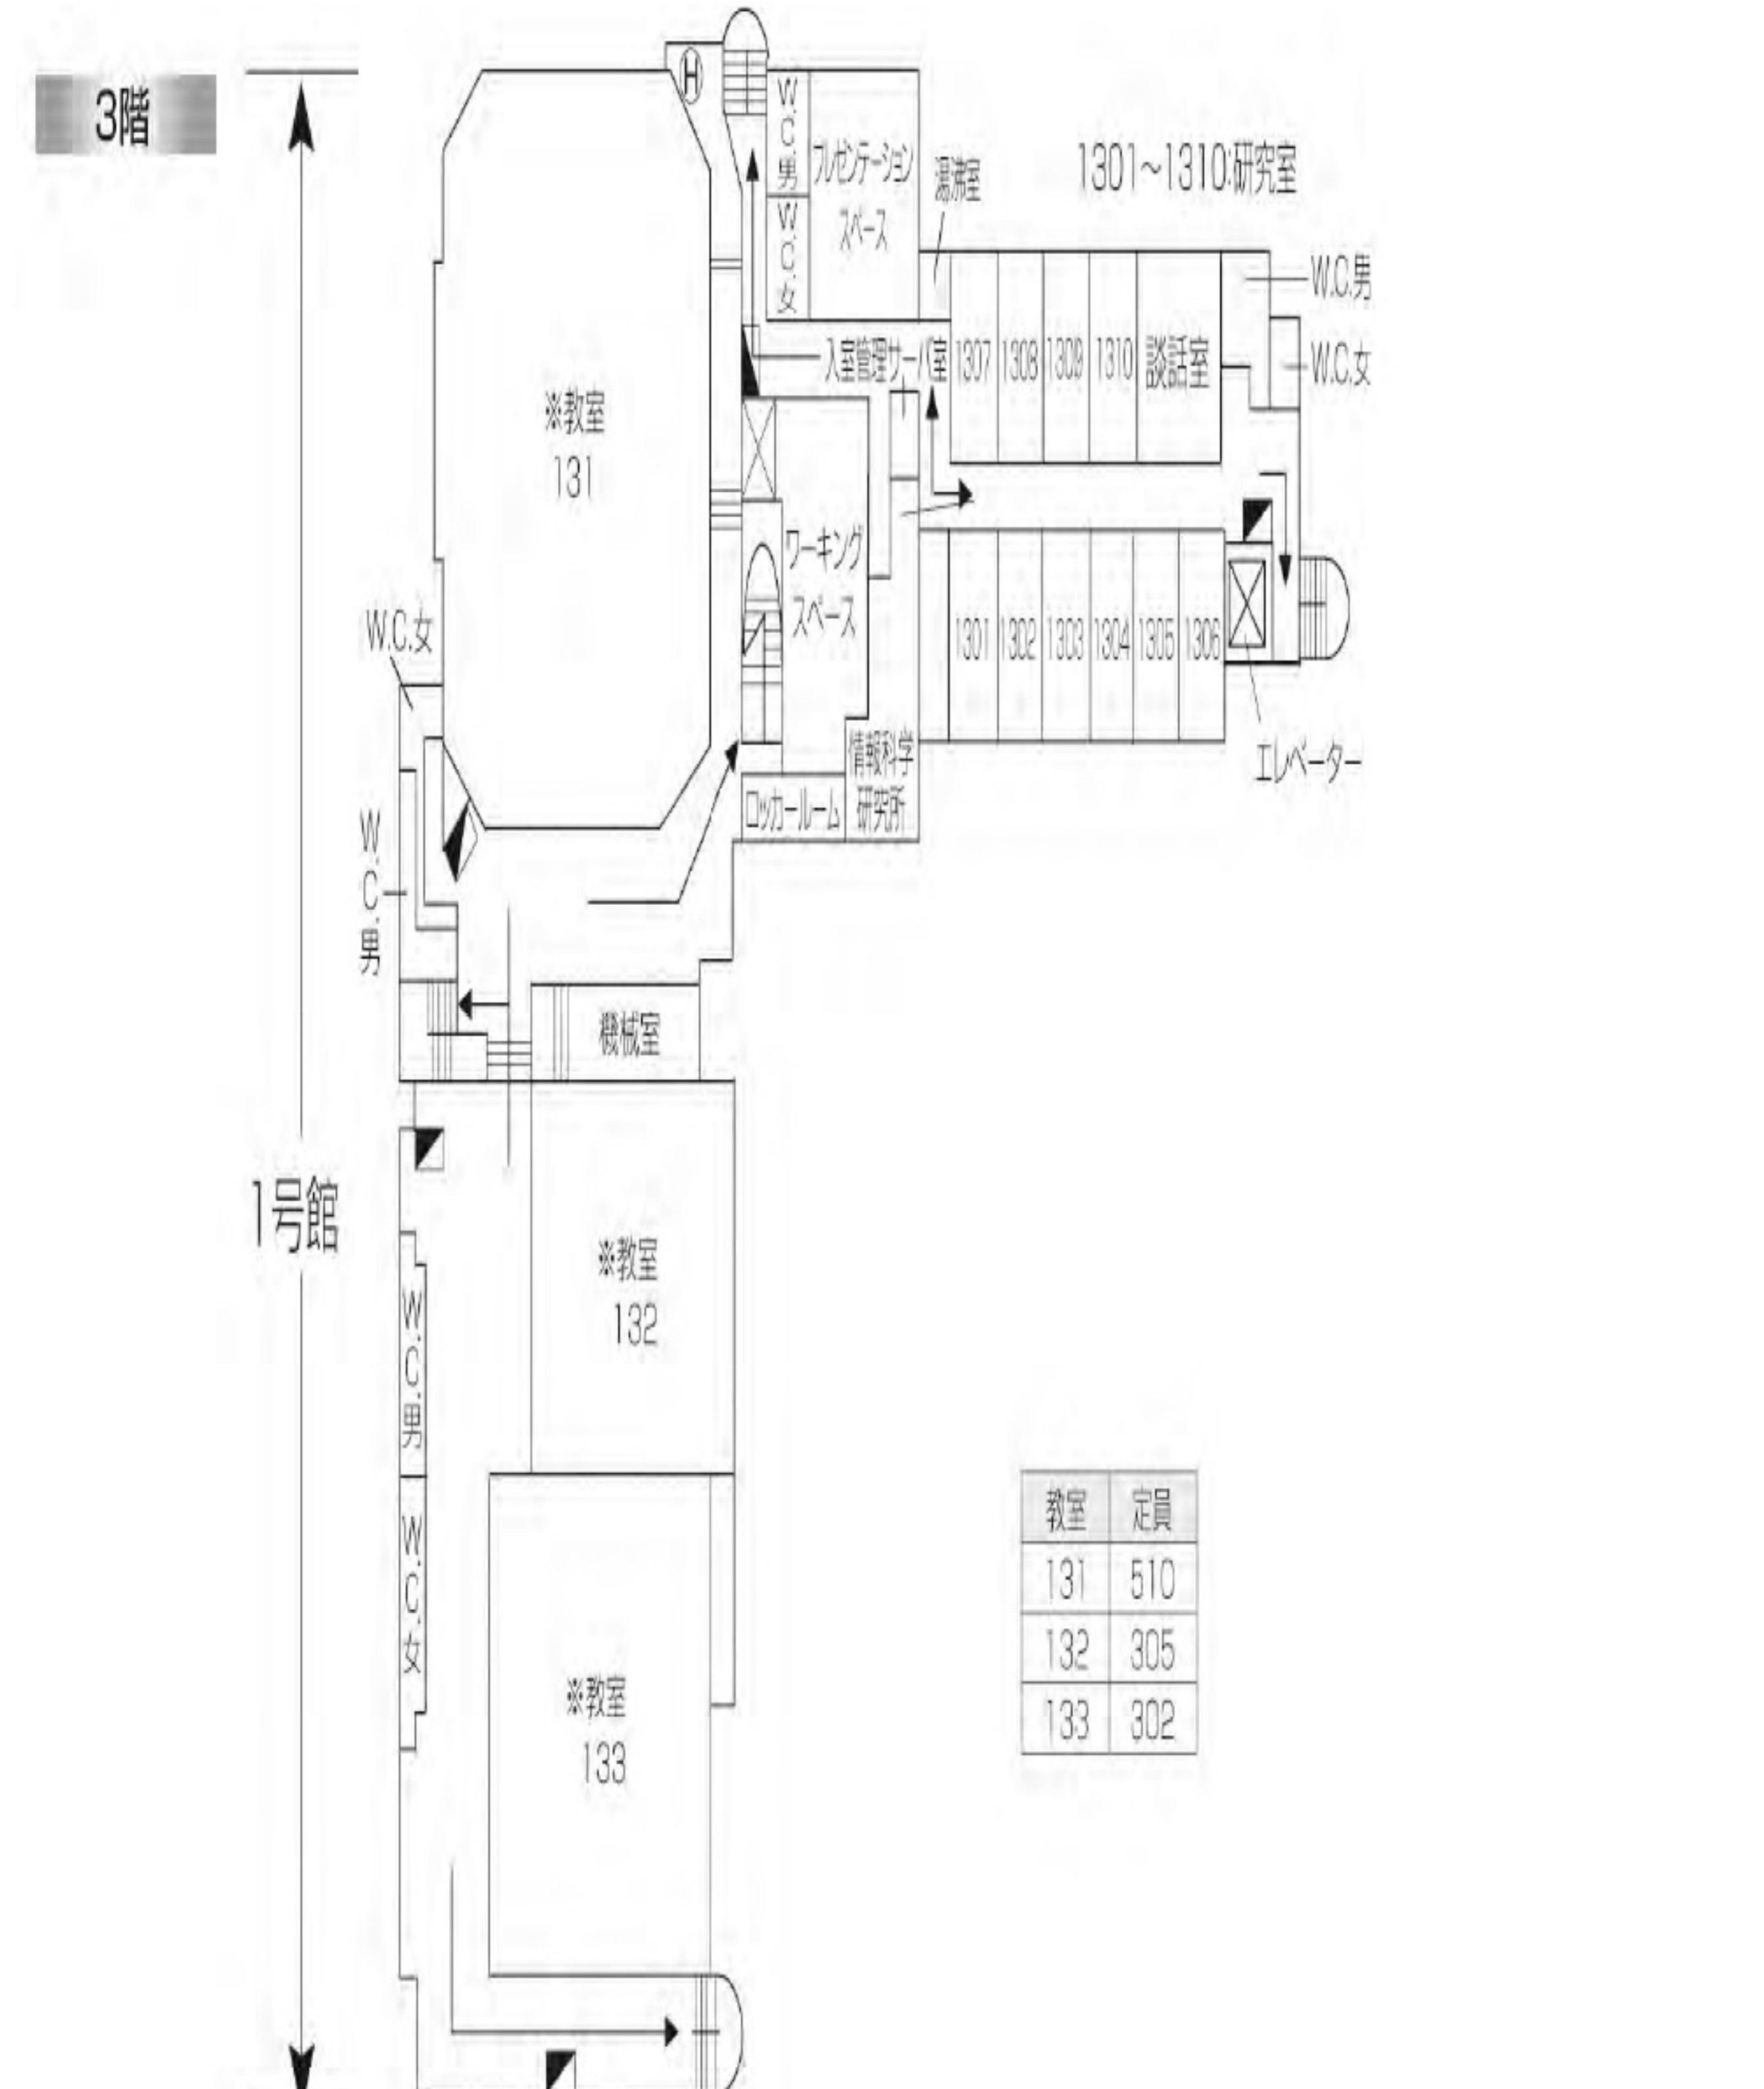 3階
H
W.C.男
プレゼンテーション
スペース
湯沸室
1301～1310:研究室
W.C.女
W.C.男
入室管理サーバ室
1307
1308
1309
1310
談話室
W.C.女
※教室
131
ワーキング
スペース
1301
1302
1303
1304
1305
1306
W.C.女
エレベーター
情報科学
研究所
ロッカールーム
W.C.男
機械室
1号館
※教室
132
W.C.男
W.C.女
※教室
133
教室 定員
131 510
132 305
133 302